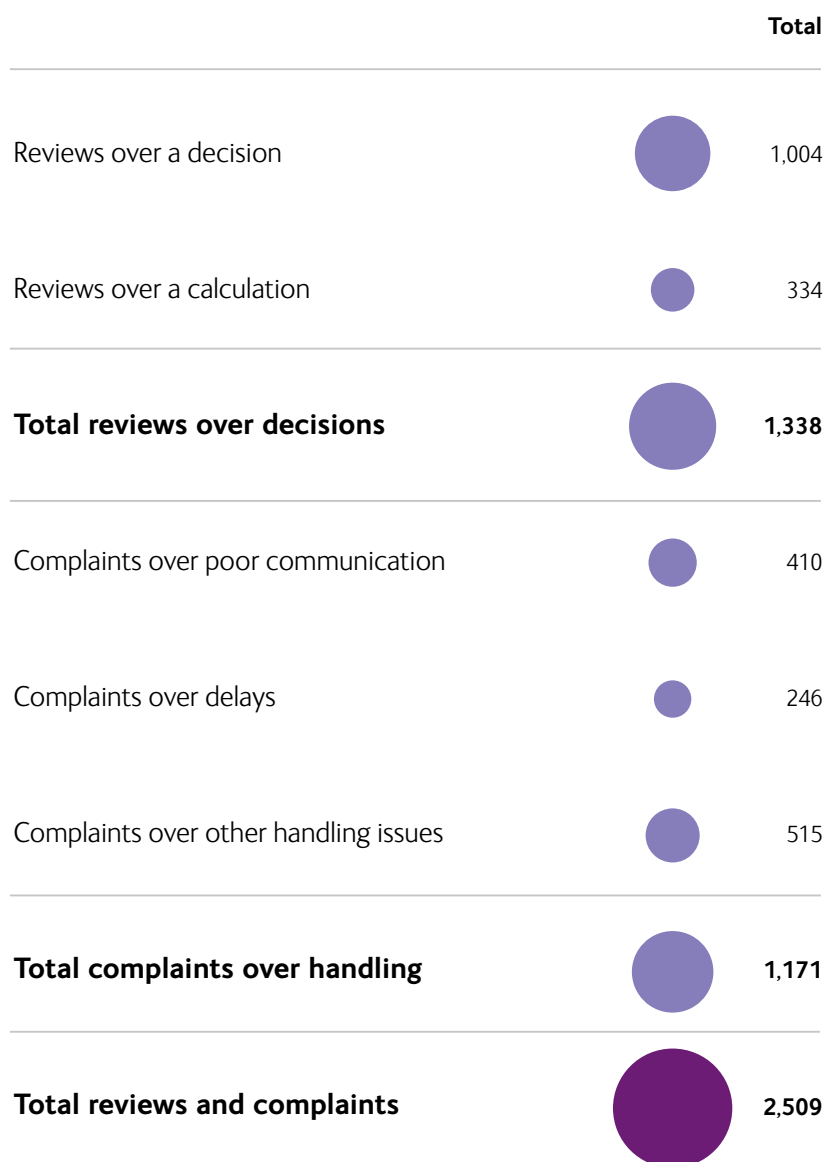 Total
Reviews over a decision 1,004
Reviews over a calculation 334
Total reviews over decisions 1,338
Complaints over poor communication 410
Complaints over delays 246
Complaints over other handling issues 515
Total complaints over handling 1,171
Total reviews and complaints 2,509